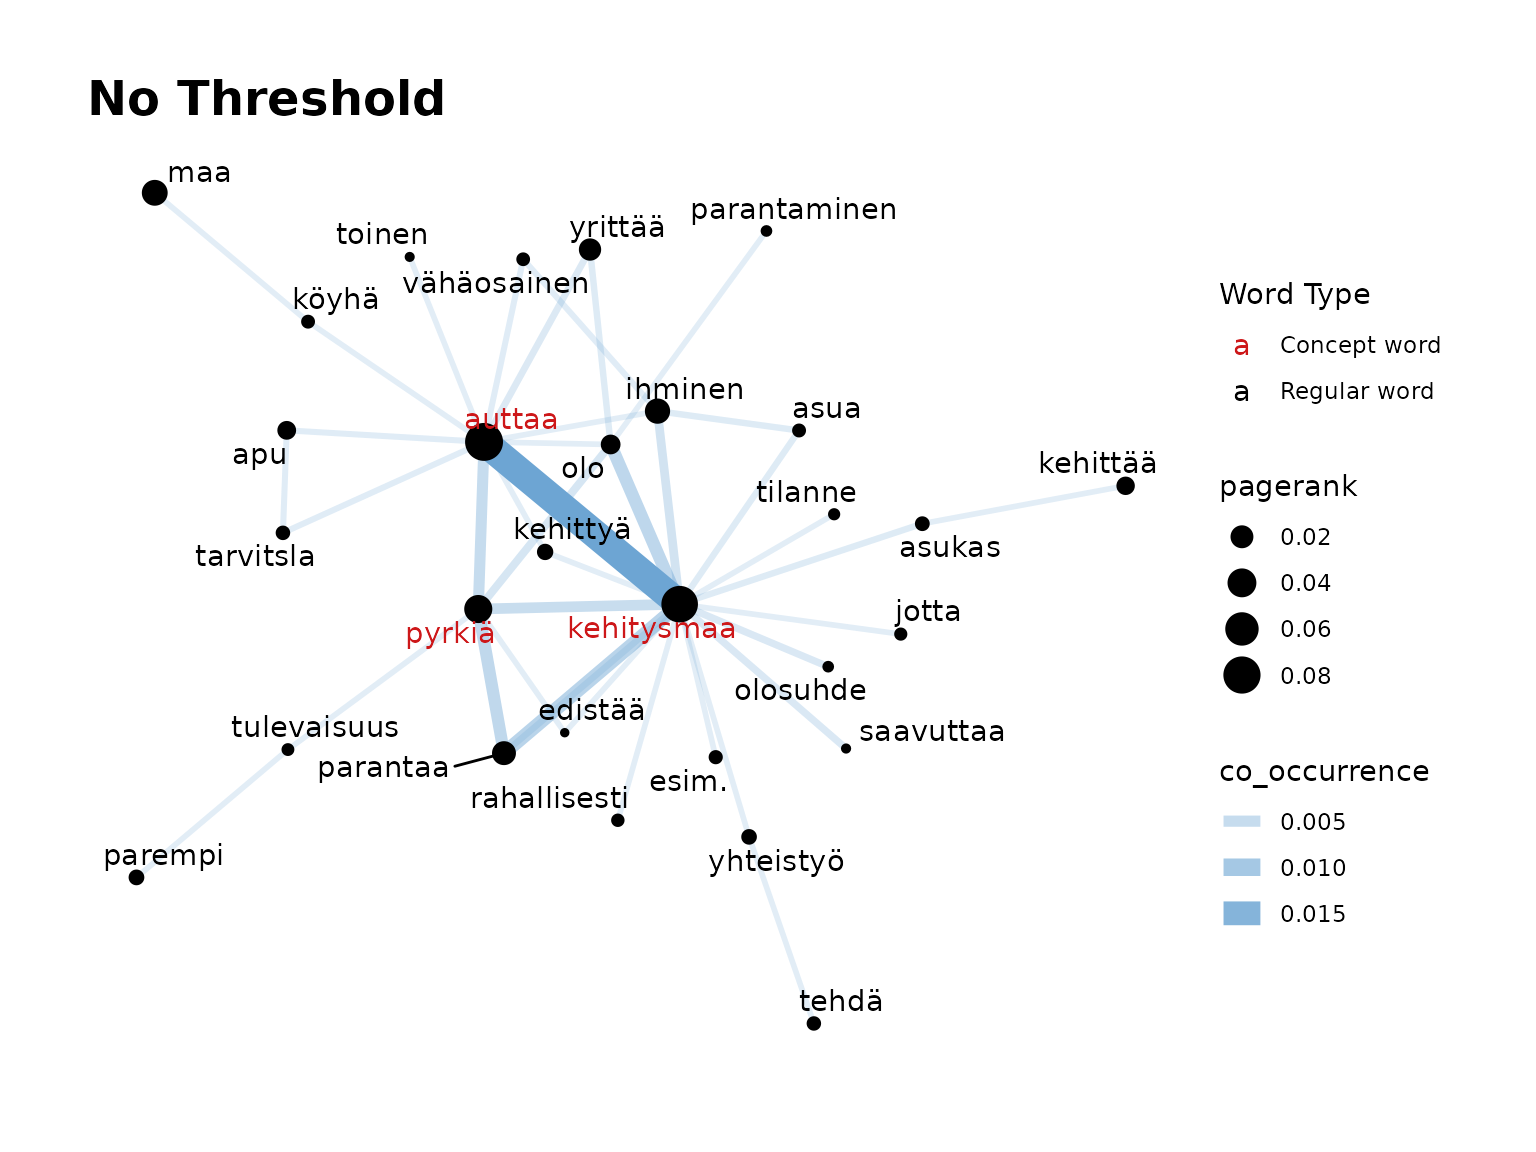 No Threshold
maa
parantaminen
yrittää
toinen
vähäosainen
köyhä
ihminen
asua
auttaa
apu
olo
kehittää
tilanne
kehittyä
asukas
tarvitsla
jotta
pyrkiä
kehitysmaa
olosuhde
edistää
tulevaisuus
saavuttaa
parantaa
esim.
rahallisesti
parempi
yhteistyö
tehdä
Word Type
a Concept word
a Regular word
pagerank
0.02
0.04
0.06
0.08
co_occurrence
0.005
0.010
0.015